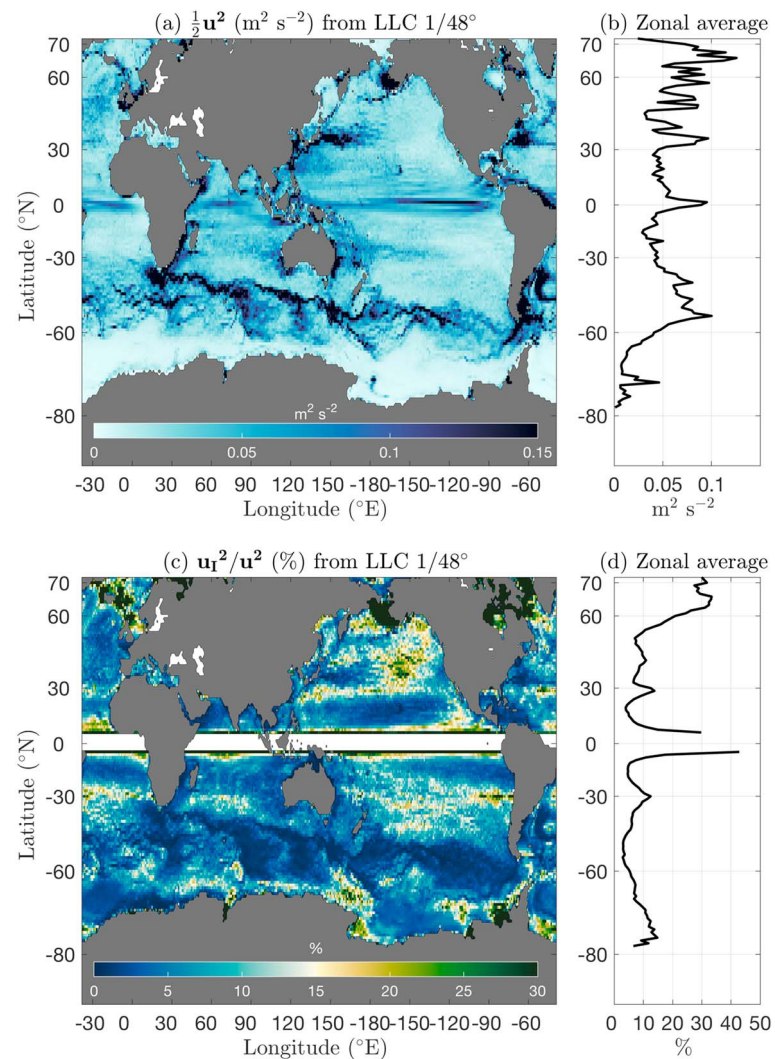 (a) ½u² (m² s⁻²) from LLC 1/48°
(b) Zonal average
70
60
30
0
-30
-60
-80
Latitude (°N)
m² s⁻²
0 0.05 0.1 0.15
-30 0 30 60 90 120 150 180 -150 -120 -90 -60
Longitude (°E)
70
60
30
0
-30
-60
-80
0 0.05 0.1
m² s⁻²
(c) u_I²/u² (%) from LLC 1/48°
(d) Zonal average
70
60
30
0
-30
-60
-80
Latitude (°N)
%
0 5 10 15 20 25 30
-30 0 30 60 90 120 150 180 -150 -120 -90 -60
Longitude (°E)
70
60
30
0
-30
-60
-80
0 10 20 30 40 50
%